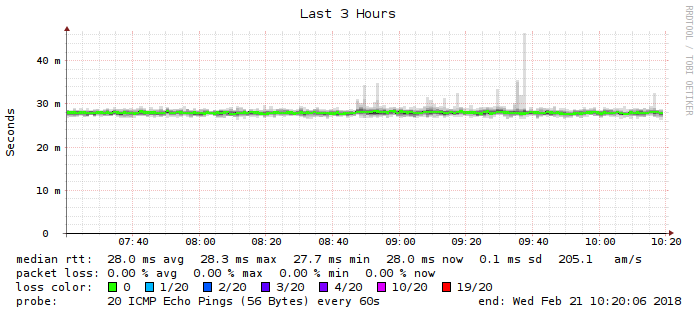 Last 3 Hours
RRDTOOL / TOBI OETIKER
Seconds
40 m
30 m
20 m
10 m
0
07:40 08:00 08:20 08:40 09:00 09:20 09:40 10:00 10:20
median rtt: 28.0 ms avg 28.3 ms max 27.7 ms min 28.0 ms now 0.1 ms sd 205.1 am/s
packet loss: 0.00 % avg 0.00 % max 0.00 % min 0.00 % now
loss color: 0 1/20 2/20 3/20 4/20 10/20 19/20
probe: 20 ICMP Echo Pings (56 Bytes) every 60s end: Wed Feb 21 10:20:06 2018